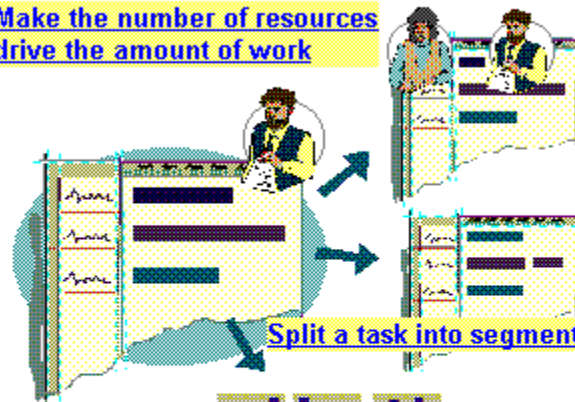 Make the number of resources
drive the amount of work
Split a task into segment